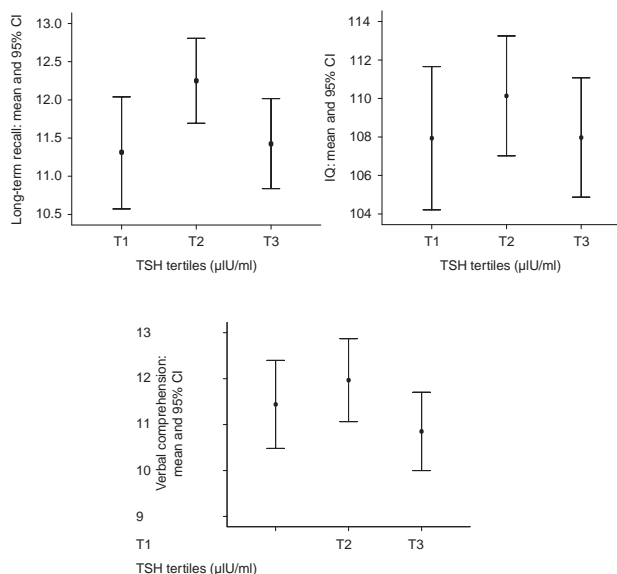 Long-term recall: mean and 95% CI
13.0
12.5
12.0
11.5
11.0
10.5
T1 T2 T3
TSH tertiles (µIU/ml)
IQ: mean and 95% CI
114
112
110
108
106
104
T1 T2 T3
TSH tertiles (µIU/ml)
Verbal comprehension:
mean and 95% CI
13
12
11
10
9
T1 T2 T3
TSH tertiles (µIU/ml)